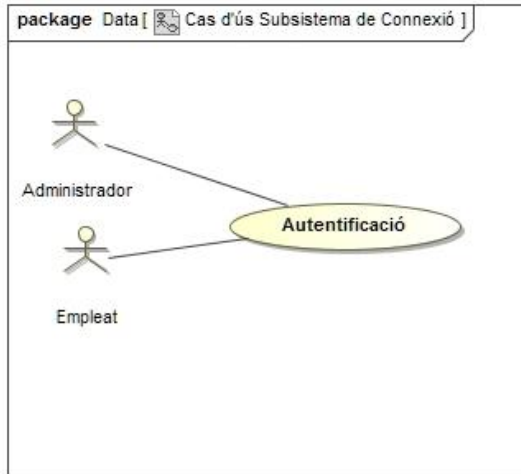 package Data [ Cas d'ús Subsistema de Connexió ]
Administrador
Autentificació
Empleat